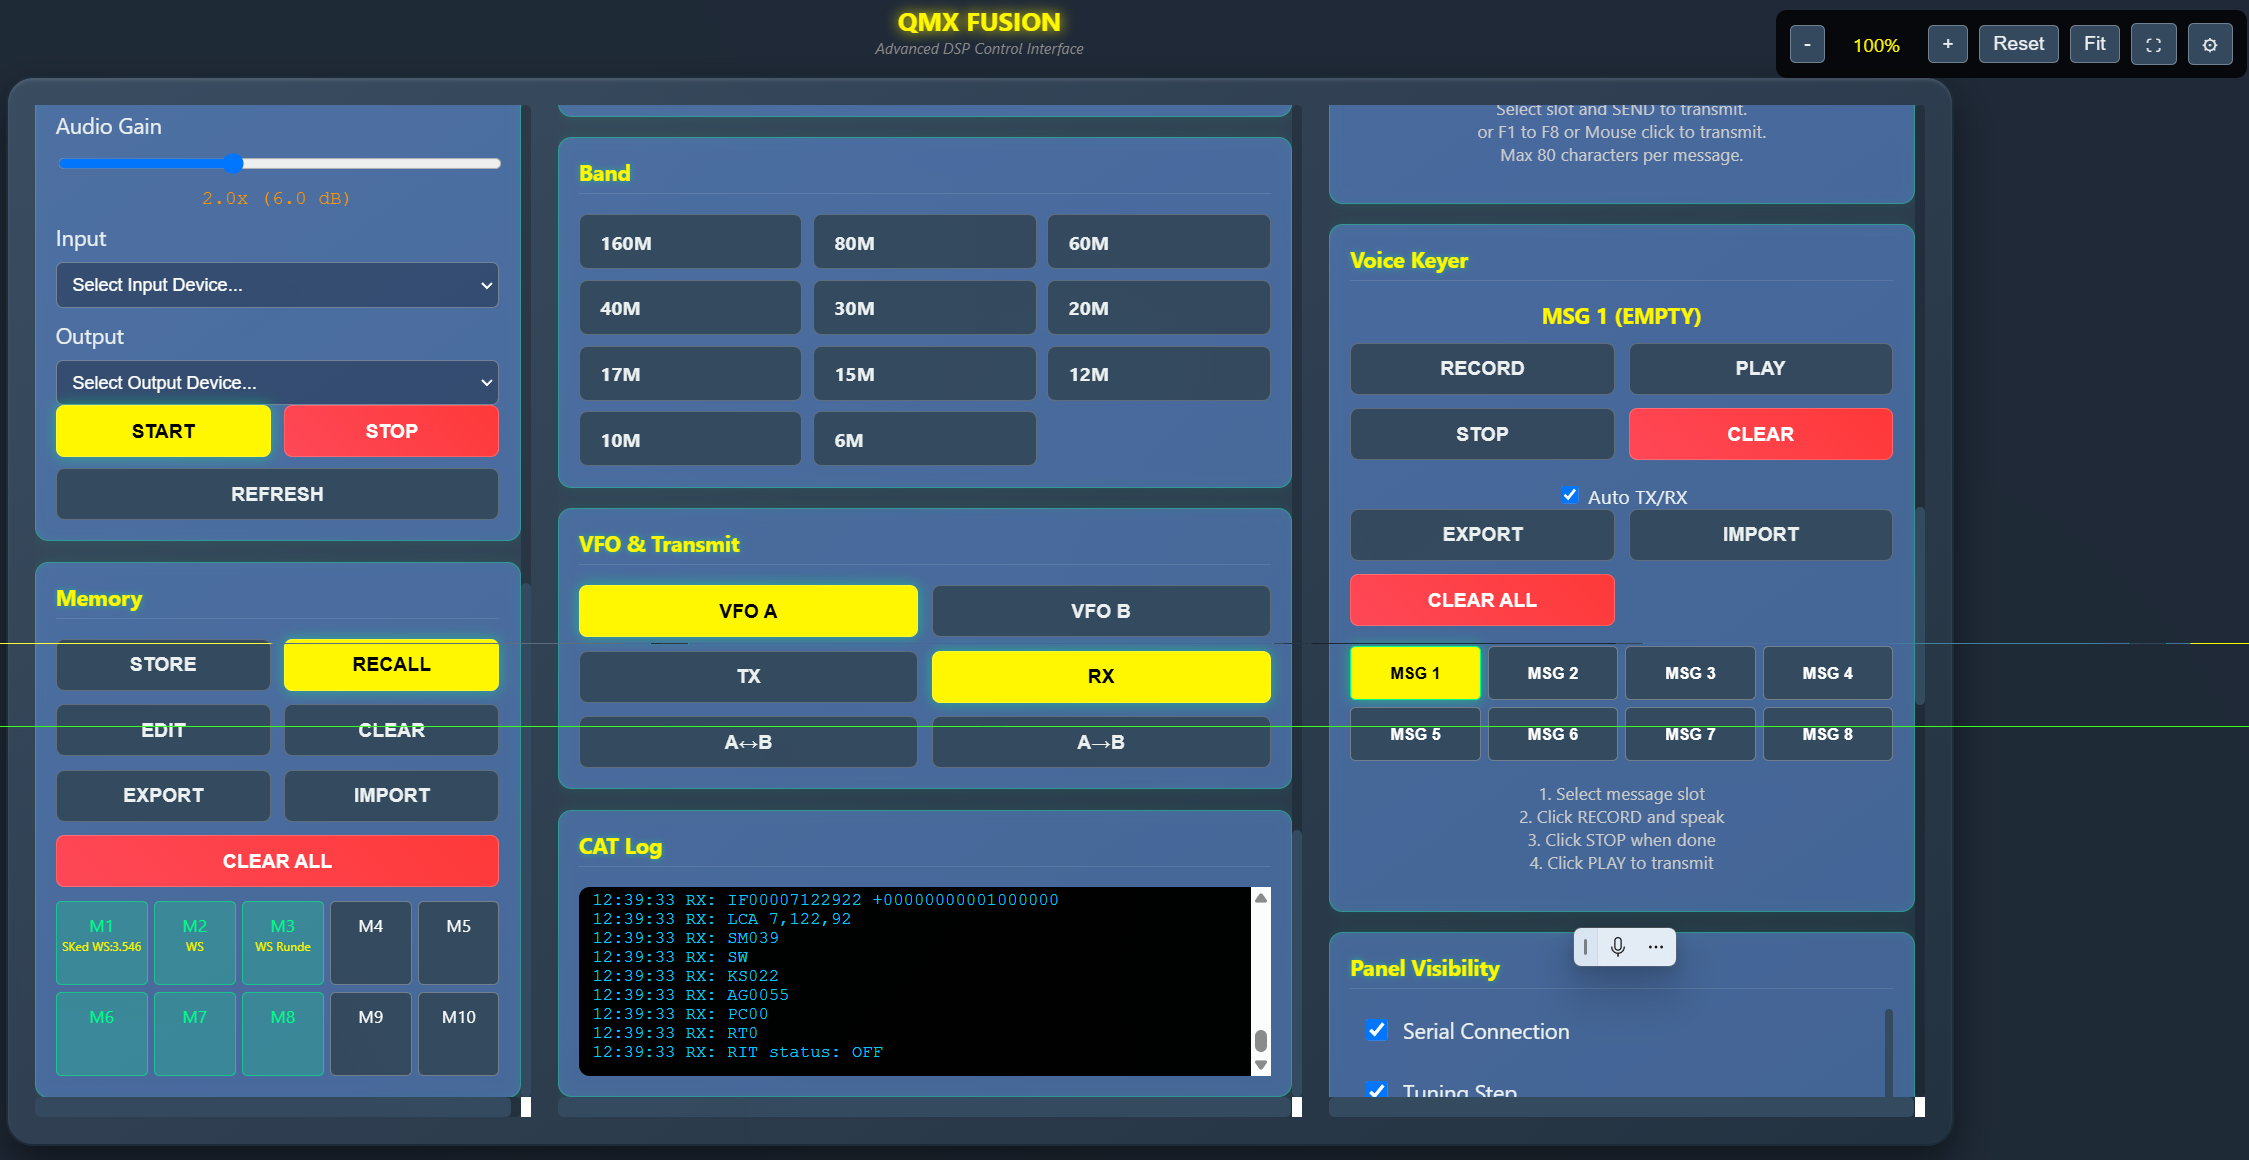 QMX FUSION
Advanced DSP Control Interface
-
100%
+
Reset
Fit
Audio Gain
2.0x (6.0 dB)
Input
Select Input Device...
Output
Select Output Device...
START
STOP
REFRESH
Memory
STORE
RECALL
EDIT
CLEAR
EXPORT
IMPORT
CLEAR ALL
M1
SKed WS:3.546
M2
WS
M3
WS Runde
M4
M5
M6
M7
M8
M9
M10
Band
160M
80M
60M
40M
30M
20M
17M
15M
12M
10M
6M
VFO & Transmit
VFO A
VFO B
TX
RX
A↔B
A→B
CAT Log
12:39:33 RX: IF00007122922 +00000000001000000
12:39:33 RX: LCA 7,122,92
12:39:33 RX: SM039
12:39:33 RX: SW
12:39:33 RX: KS022
12:39:33 RX: AG0055
12:39:33 RX: PC00
12:39:33 RX: RT0
12:39:33 RX: RIT status: OFF
Select slot and SEND to transmit.
or F1 to F8 or Mouse click to transmit.
Max 80 characters per message.
Voice Keyer
MSG 1 (EMPTY)
RECORD
PLAY
STOP
CLEAR
Auto TX/RX
EXPORT
IMPORT
CLEAR ALL
MSG 1
MSG 2
MSG 3
MSG 4
MSG 5
MSG 6
MSG 7
MSG 8
1. Select message slot
2. Click RECORD and speak
3. Click STOP when done
4. Click PLAY to transmit
Panel Visibility
Serial Connection
Tuning Step